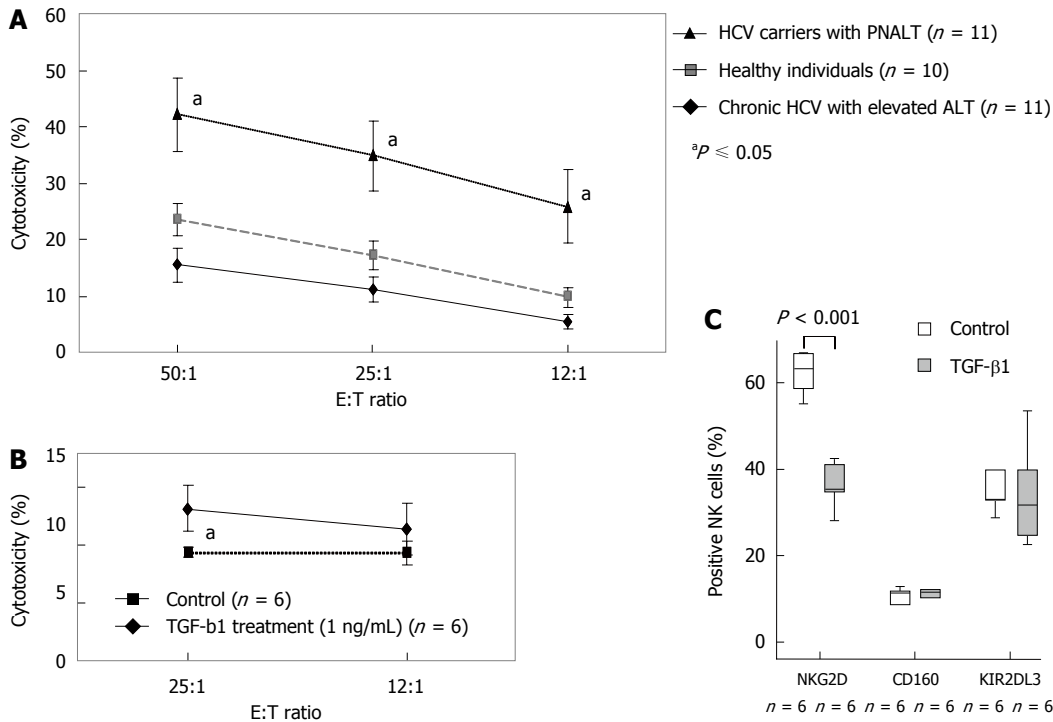 A
60
50
40
30
20
10
0
Cytotoxicity (%)
a
a
a
50:1
25:1
12:1
E:T ratio
HCV carriers with PNALT (n = 11)
Healthy individuals (n = 10)
Chronic HCV with elevated ALT (n = 11)
aP ⩽ 0.05
B
15
10
5
0
Cytotoxicity (%)
a
Control (n = 6)
TGF-b1 treatment (1 ng/mL) (n = 6)
25:1
12:1
E:T ratio
C
P < 0.001
Control
TGF-β1
60
40
20
0
Positive NK cells (%)
NKG2D
CD160
KIR2DL3
n = 6 n = 6 n = 6 n = 6 n = 6 n = 6